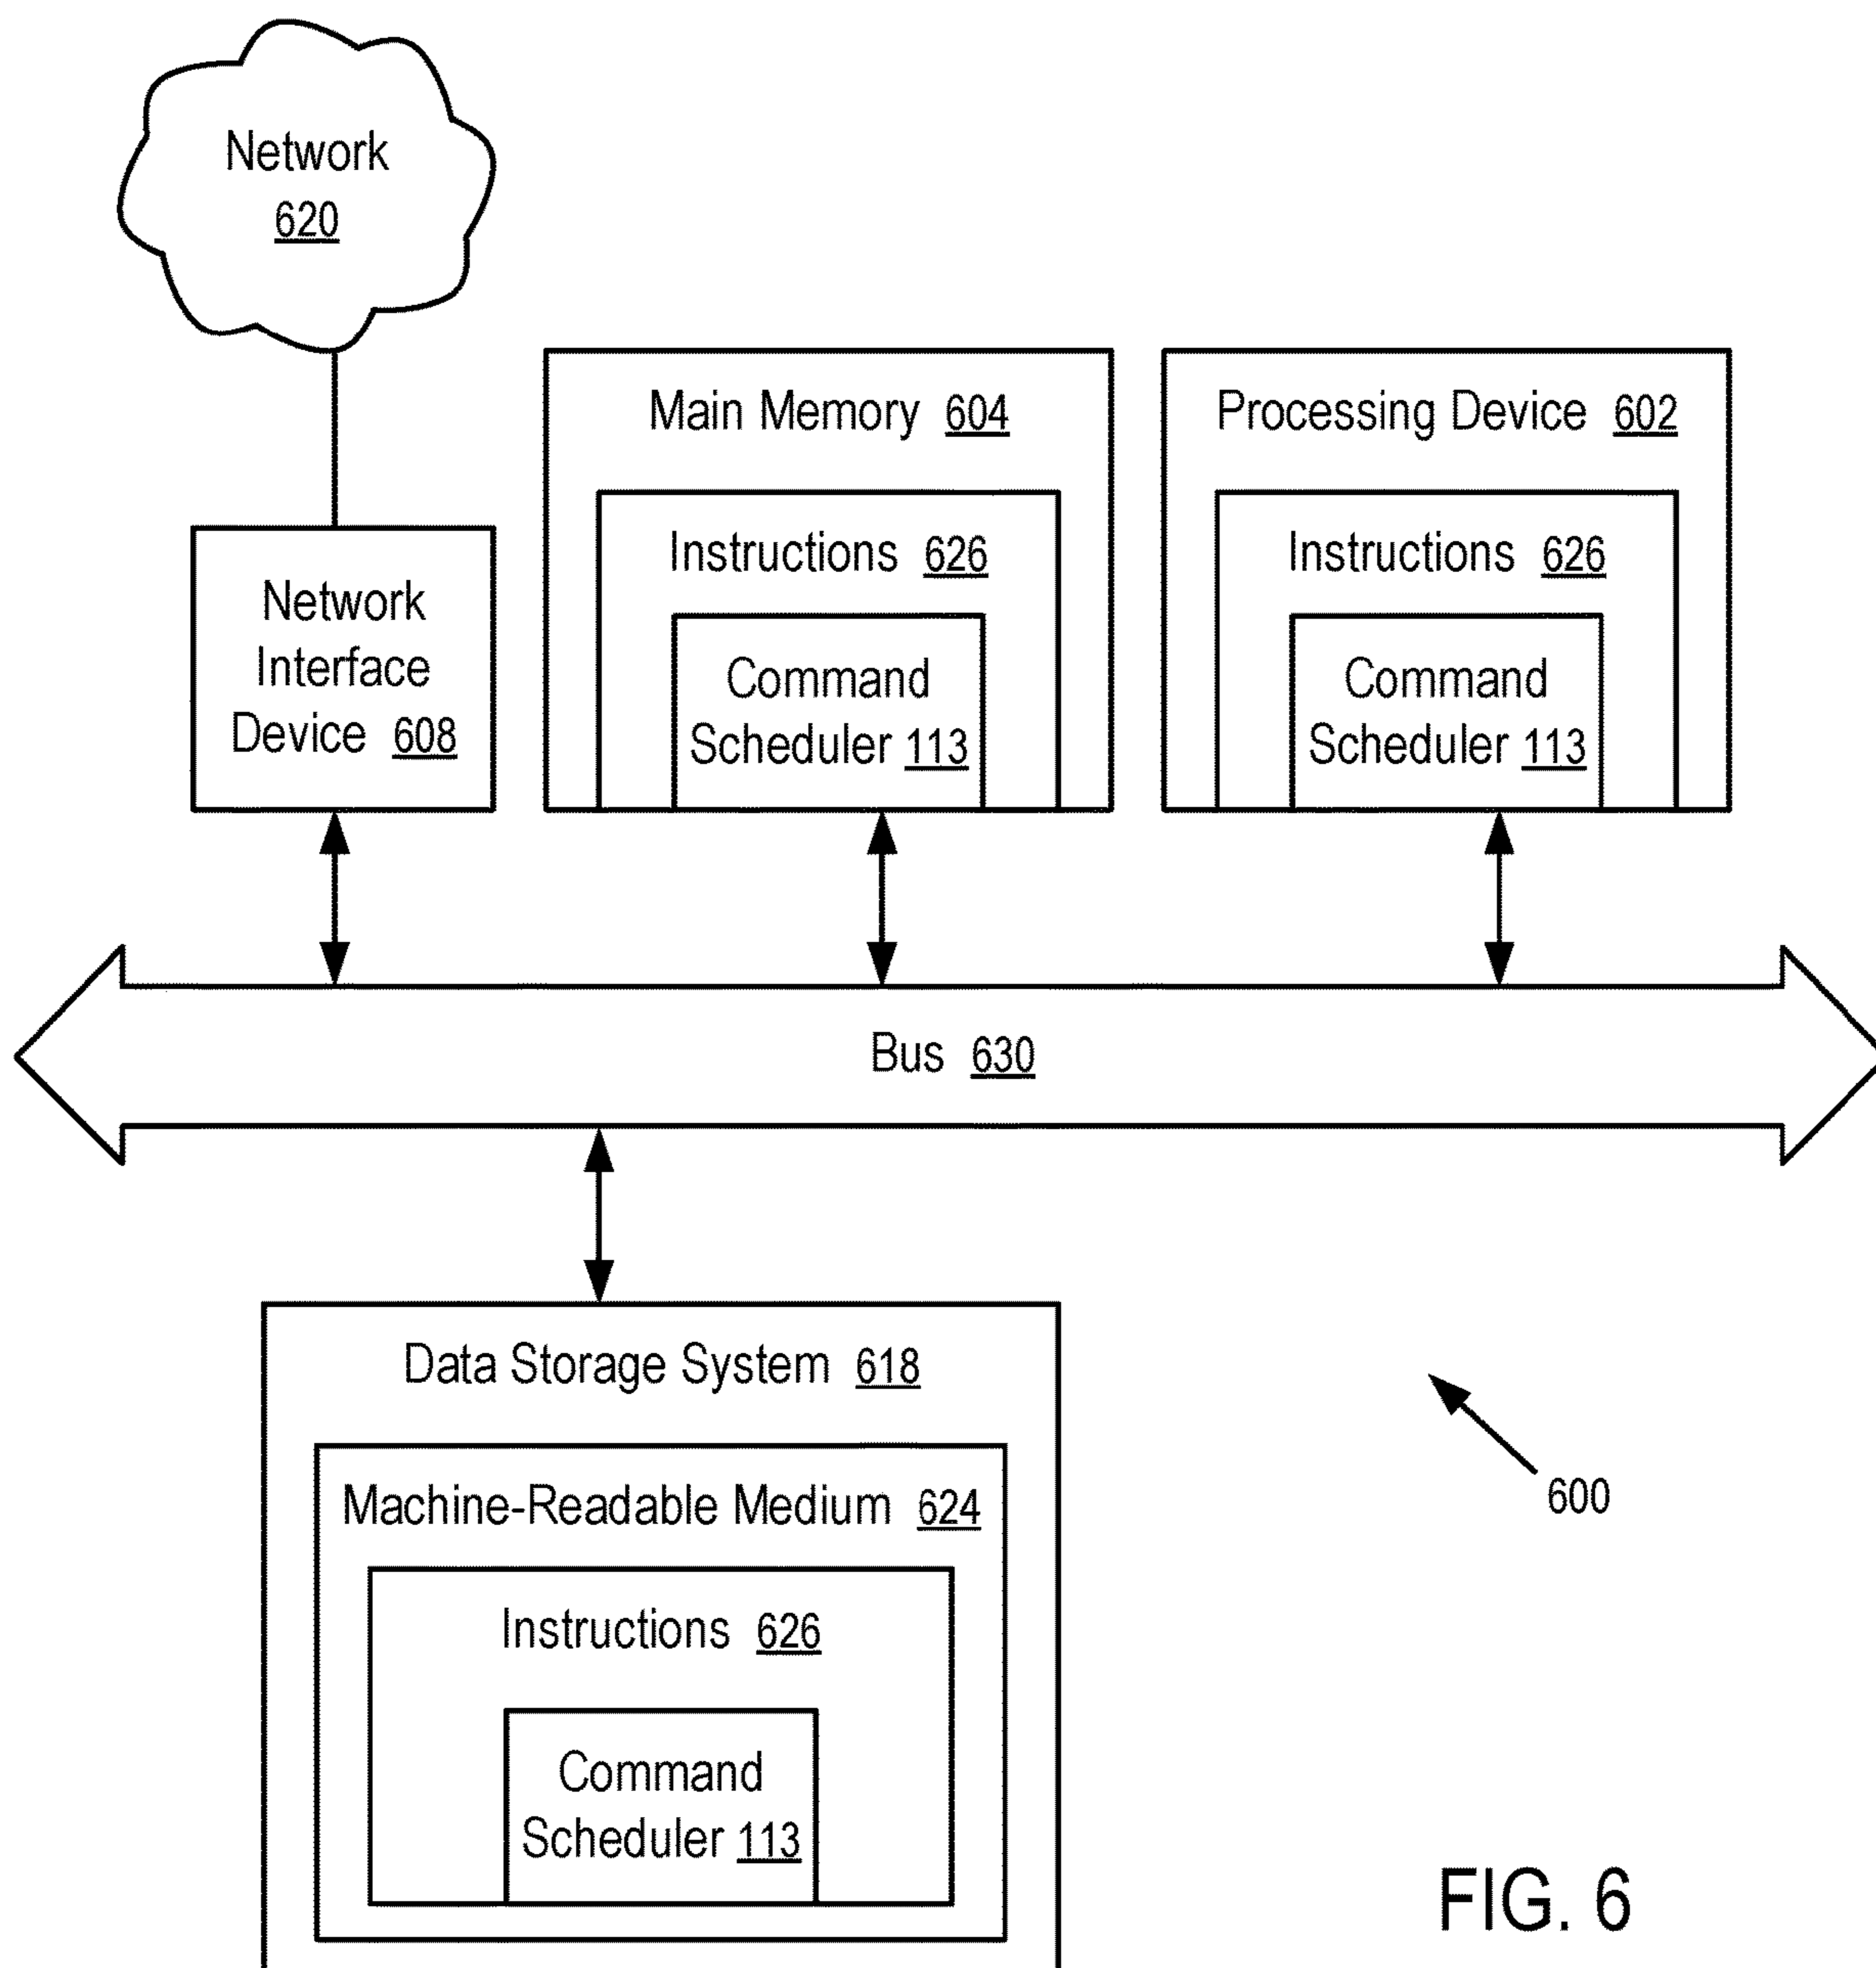 Network
620
Main Memory 604
Processing Device 602
Instructions 626
Instructions 626
Network
Interface
Device 608
Command
Scheduler 113
Command
Scheduler 113
Bus 630
Data Storage System 618
Machine-Readable Medium 624
600
Instructions 626
Command
Scheduler 113
FIG. 6